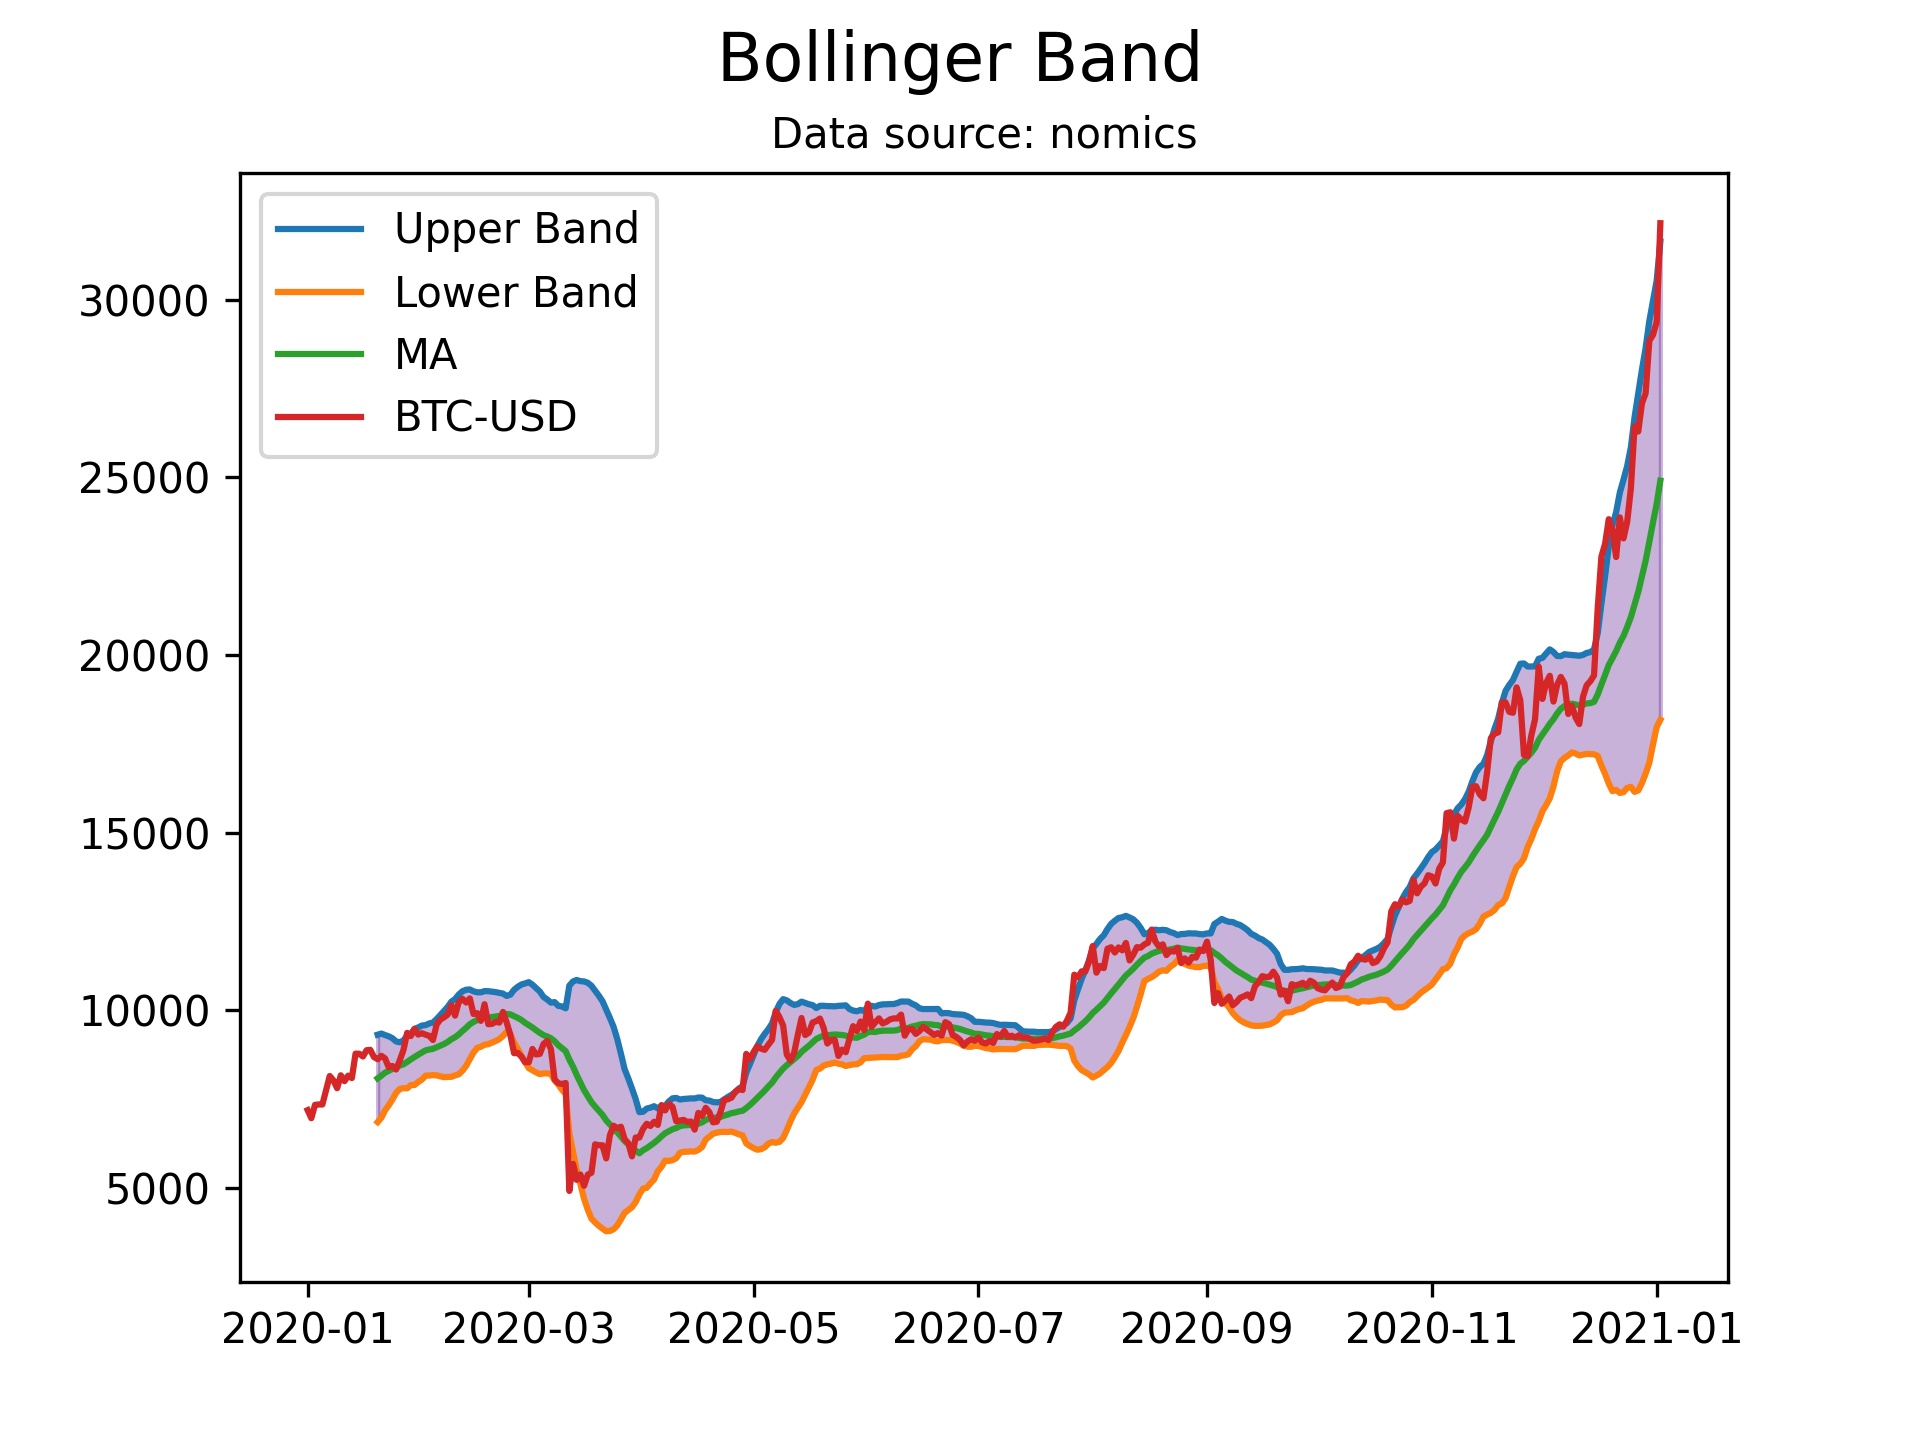 Bollinger Band
Data source: nomics
Upper Band
Lower Band
MA
BTC-USD
30000
25000
20000
15000
10000
5000
2020-01 2020-03 2020-05 2020-07 2020-09 2020-11 2021-01